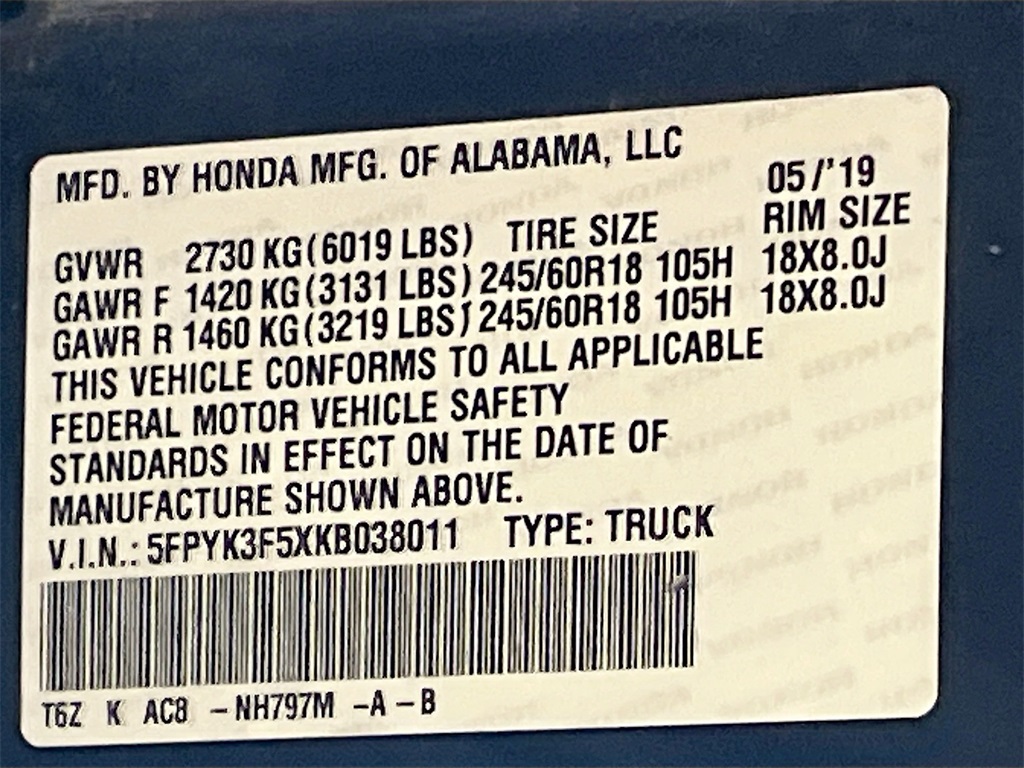 MFD. BY HONDA MFG. OF ALABAMA, LLC
05/'19
GVWR 2730 KG(6019 LBS) TIRE SIZE RIM SIZE
GAWR F 1420 KG(3131 LBS) 245/60R18 105H 18X8.0J
GAWR R 1460 KG(3219 LBS) 245/60R18 105H 18X8.0J
THIS VEHICLE CONFORMS TO ALL APPLICABLE
FEDERAL MOTOR VEHICLE SAFETY
STANDARDS IN EFFECT ON THE DATE OF
MANUFACTURE SHOWN ABOVE.
V.I.N.: 5FPYK3F5XKB038011 TYPE: TRUCK
T6Z K AC8 -NH797M -A-B